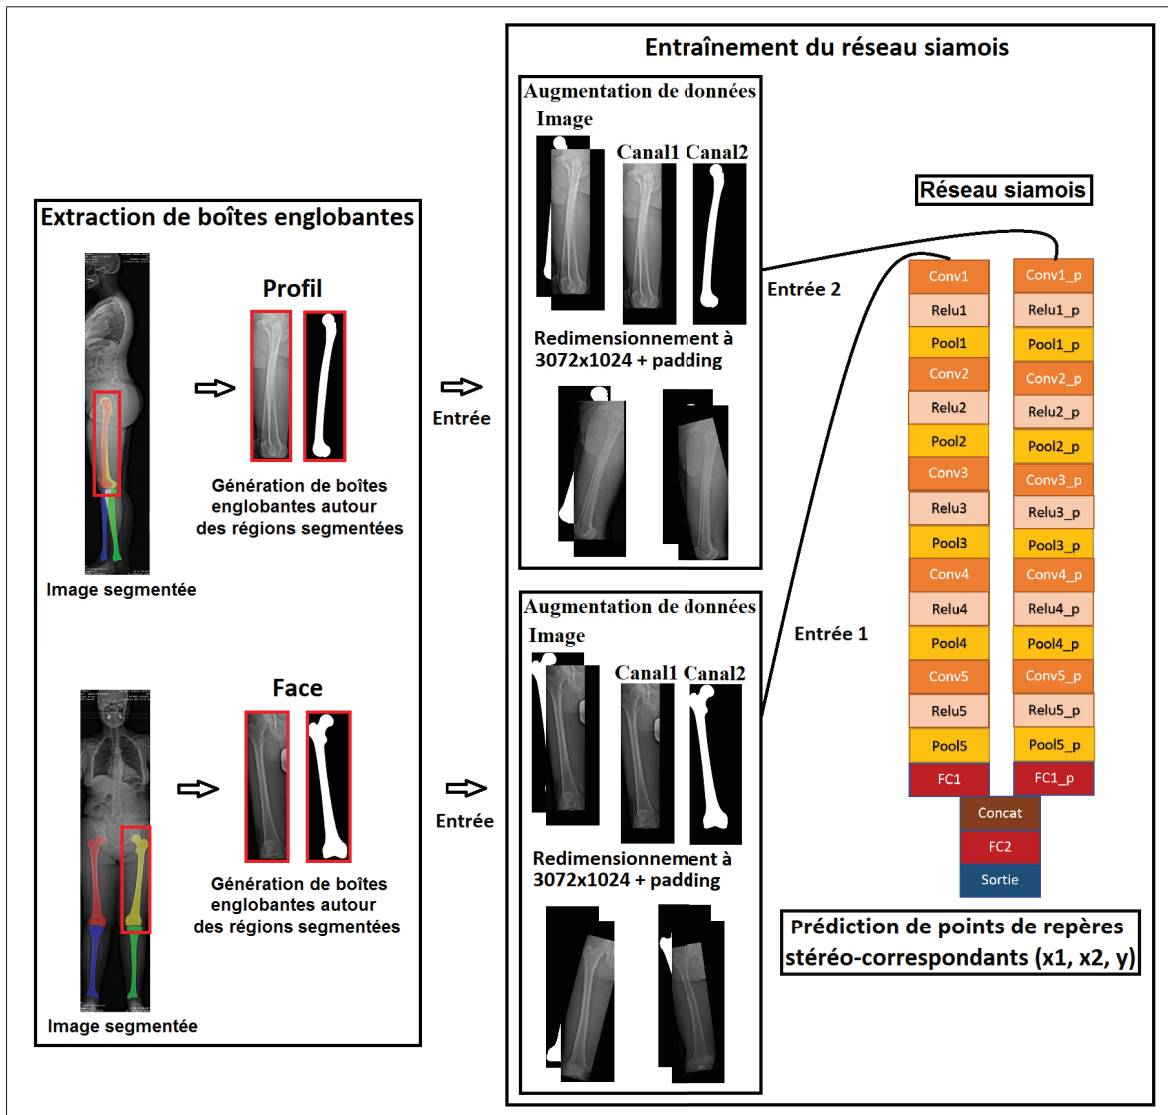 Extraction de boîtes englobantes
Profil
Génération de boîtes
englobantes autour
des régions segmentées
Image segmentée
Face
Génération de boîtes
englobantes autour
des régions segmentées
Image segmentée
Entrée
Entrée
Entraînement du réseau siamois
Augmentation de données
Image
Canal1
Canal2
Redimensionnement à
3072x1024 + padding
Augmentation de données
Image
Canal1
Canal2
Redimensionnement à
3072x1024 + padding
Entrée 2
Entrée 1
Réseau siamois
Conv1
Relu1
Pool1
Conv2
Relu2
Pool2
Conv3
Relu3
Pool3
Conv4
Relu4
Pool4
Conv5
Relu5
Pool5
FC1
Conv1_p
Relu1_p
Pool1_p
Conv2_p
Relu2_p
Pool2_p
Conv3_p
Relu3_p
Pool3_p
Conv4_p
Relu4_p
Pool4_p
Conv5_p
Relu5_p
Pool5_p
FC1_p
Concat
FC2
Sortie
Prédiction de points de repères
stéréo-correspondants (x1, x2, y)